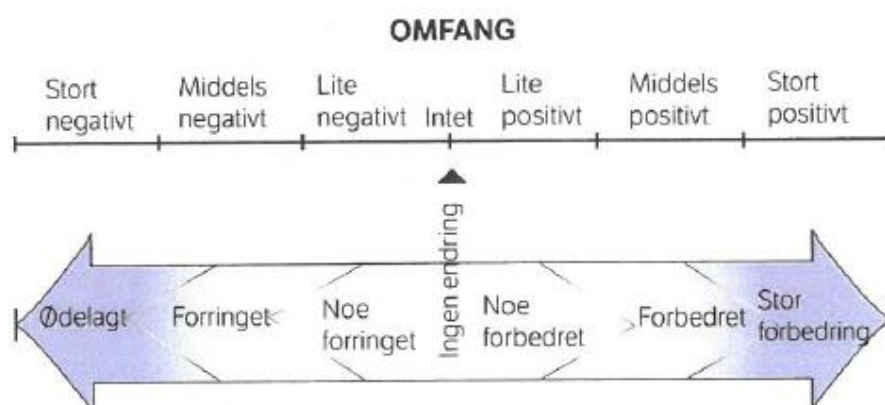 OMFANG
Stort
negativt
Middels
negativt
Lite
negativt
Intet
Lite
positivt
Middels
positivt
Stort
positivt
Ingen endring
Ødelagt
Forringet
Noe
forringet
Noe
forbedret
Forbedret
Stor
forbedring